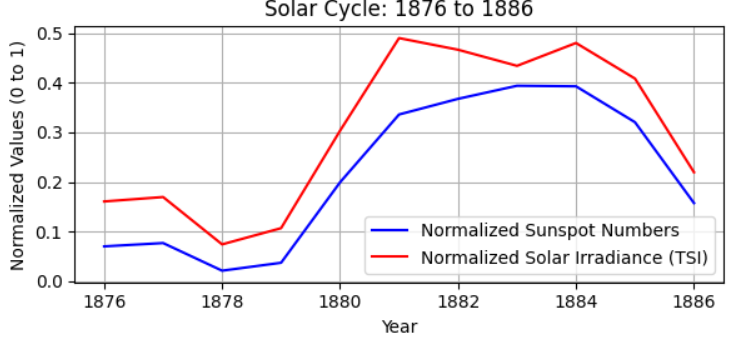 Solar Cycle: 1876 to 1886
Normalized Values (0 to 1)
0.5
0.4
0.3
0.2
0.1
0.0
Normalized Sunspot Numbers
Normalized Solar Irradiance (TSI)
1876 1878 1880 1882 1884 1886
Year